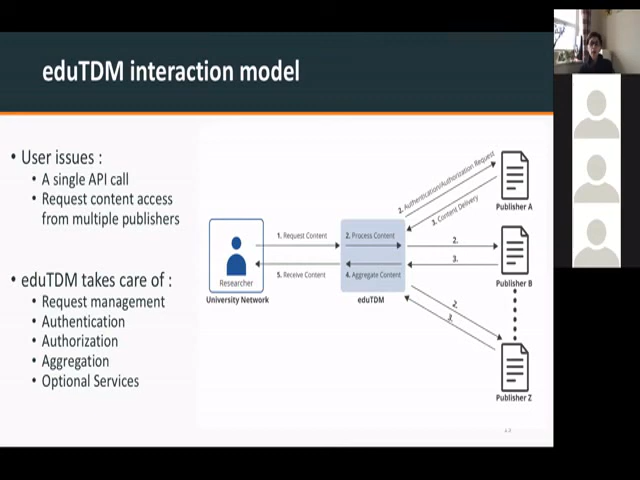 eduTDM interaction model
• User issues :
• A single API call
• Request content access
from multiple publishers
• eduTDM takes care of :
• Request management
• Authentication
• Authorization
• Aggregation
• Optional Services
Researcher
University Network
1. Request Content
5. Receive Content
2. Process Content
4. Aggregate Content
eduTDM
2. Authentication/Authorization Request
3. Content Delivery
2.
3.
2.
3.
Publisher A
Publisher B
Publisher Z